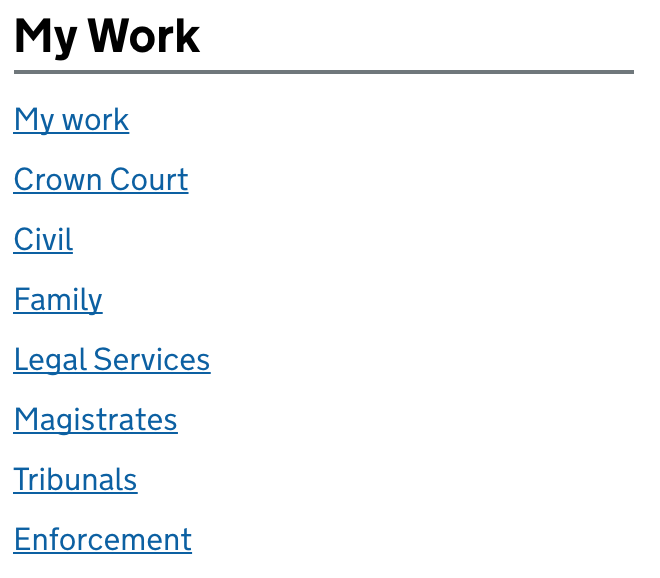 My Work
My work
Crown Court
Civil
Family
Legal Services
Magistrates
Tribunals
Enforcement